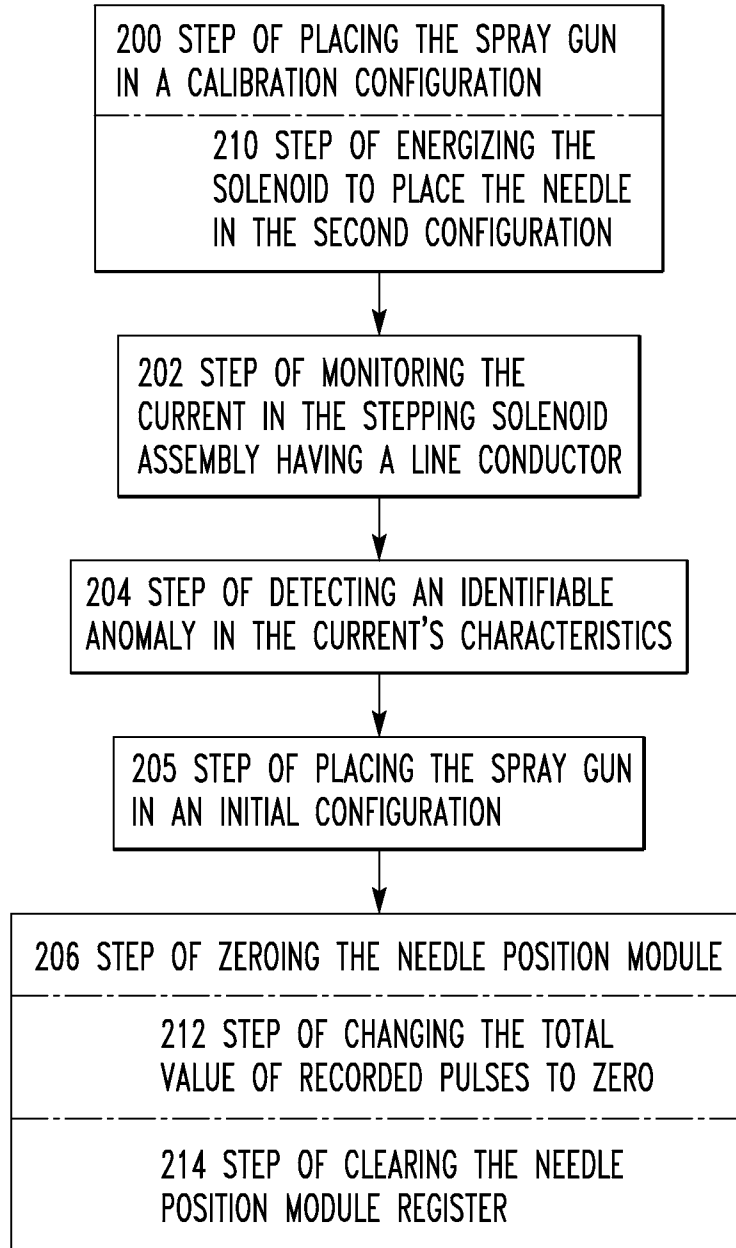 200 STEP OF PLACING THE SPRAY GUN
IN A CALIBRATION CONFIGURATION
210 STEP OF ENERGIZING THE
SOLENOID TO PLACE THE NEEDLE
IN THE SECOND CONFIGURATION
202 STEP OF MONITORING THE
CURRENT IN THE STEPPING SOLENOID
ASSEMBLY HAVING A LINE CONDUCTOR
204 STEP OF DETECTING AN IDENTIFIABLE
ANOMALY IN THE CURRENT'S CHARACTERISTICS
205 STEP OF PLACING THE SPRAY GUN
IN AN INITIAL CONFIGURATION
206 STEP OF ZEROING THE NEEDLE POSITION MODULE
212 STEP OF CHANGING THE TOTAL
VALUE OF RECORDED PULSES TO ZERO
214 STEP OF CLEARING THE NEEDLE
POSITION MODULE REGISTER